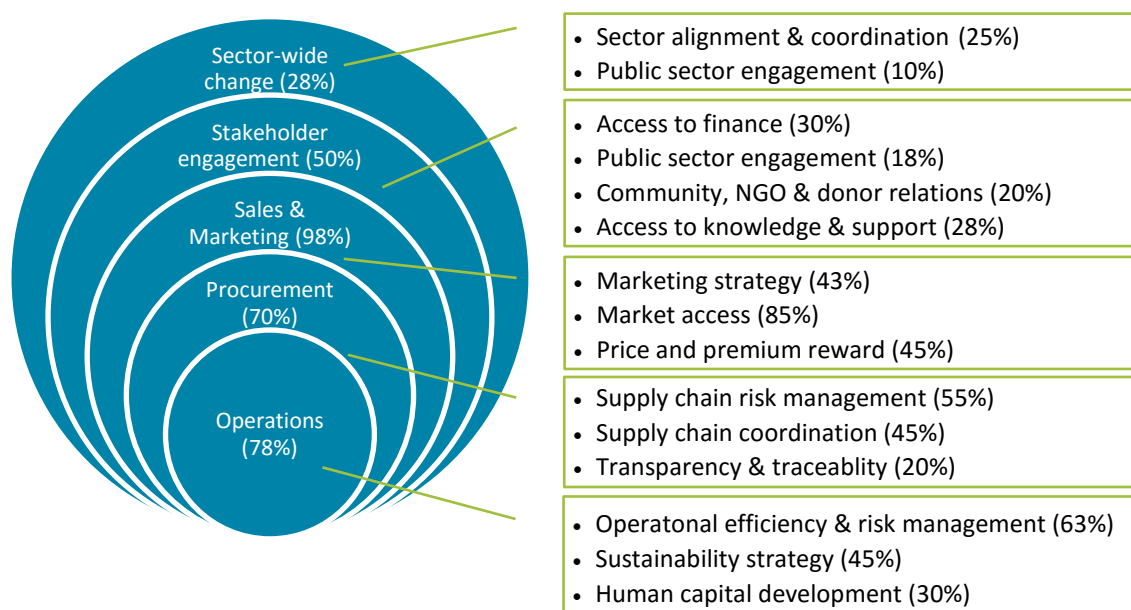 Sector-wide
change (28%)
Stakeholder
engagement (50%)
Sales &
Marketing (98%)
Procurement
(70%)
Operations
(78%)
• Sector alignment & coordination (25%)
• Public sector engagement (10%)
• Access to finance (30%)
• Public sector engagement (18%)
• Community, NGO & donor relations (20%)
• Access to knowledge & support (28%)
• Marketing strategy (43%)
• Market access (85%)
• Price and premium reward (45%)
• Supply chain risk management (55%)
• Supply chain coordination (45%)
• Transparency & traceablity (20%)
• Operatonal efficiency & risk management (63%)
• Sustainability strategy (45%)
• Human capital development (30%)